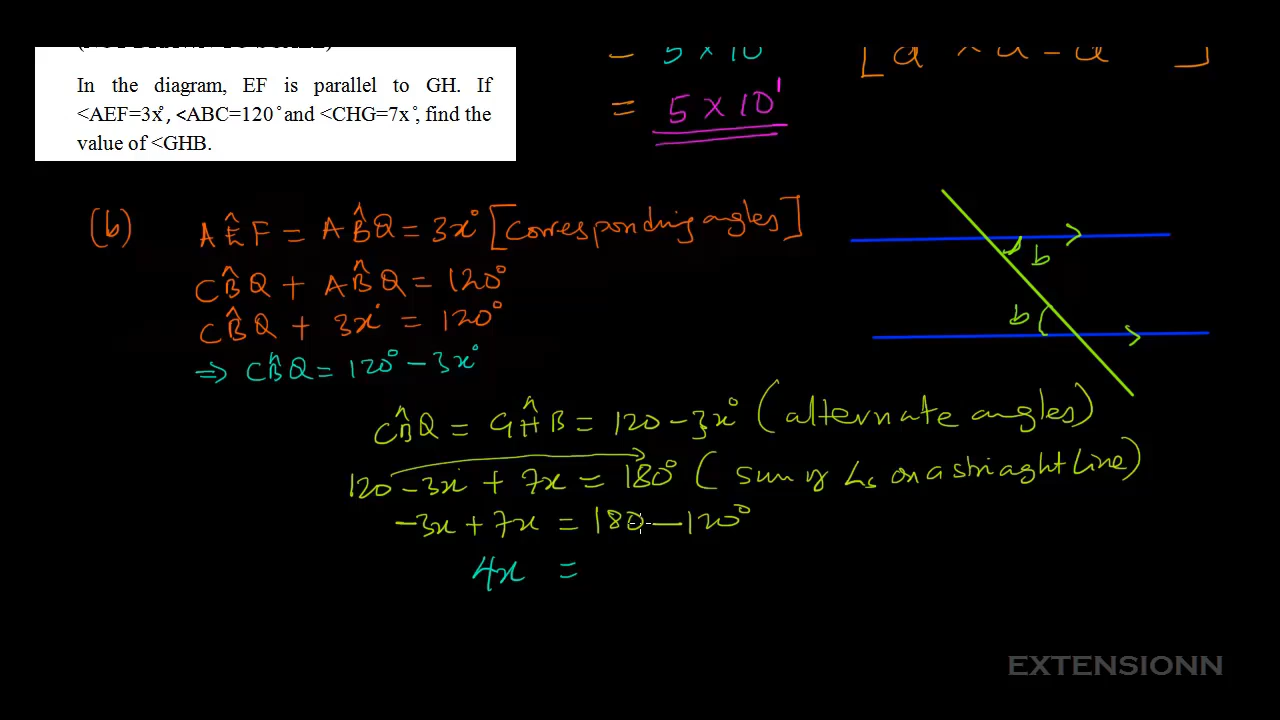 = 5 × 10
= 5 × 10¹
In the diagram, EF is parallel to GH. If
<AEF=3x°, <ABC=120° and <CHG=7x°, find the
value of <GHB.
(b) AÊF = AB̂Q = 3x° [corresponding angles]
CB̂Q + AB̂Q = 120°
CB̂Q + 3x° = 120°
⇒ CB̂Q = 120° − 3x°
b
b
CB̂Q = GĤB = 120 − 3x° (alternate angles)
120 − 3x + 7x = 180° (sum of ∠s on a striaght line)
−3x + 7x = 180 − 120°
4x =
EXTENSIONN